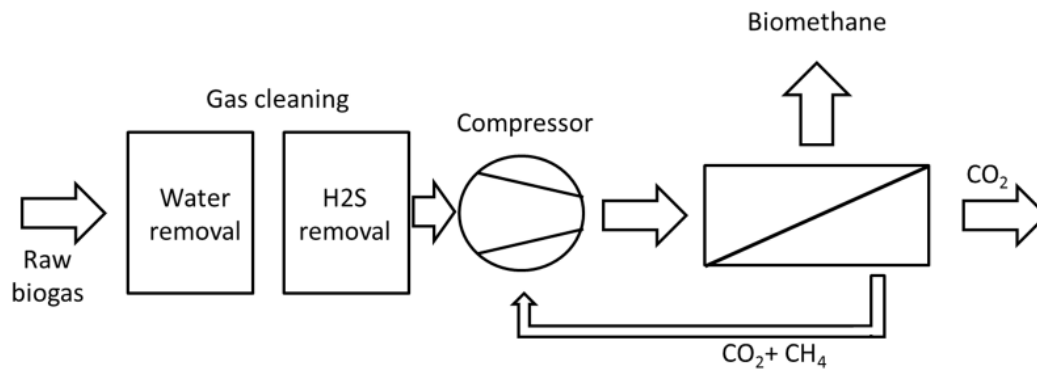 Biomethane
Gas cleaning
Compressor
Water
removal
H2S
removal
CO₂
Raw
biogas
CO₂+ CH₄